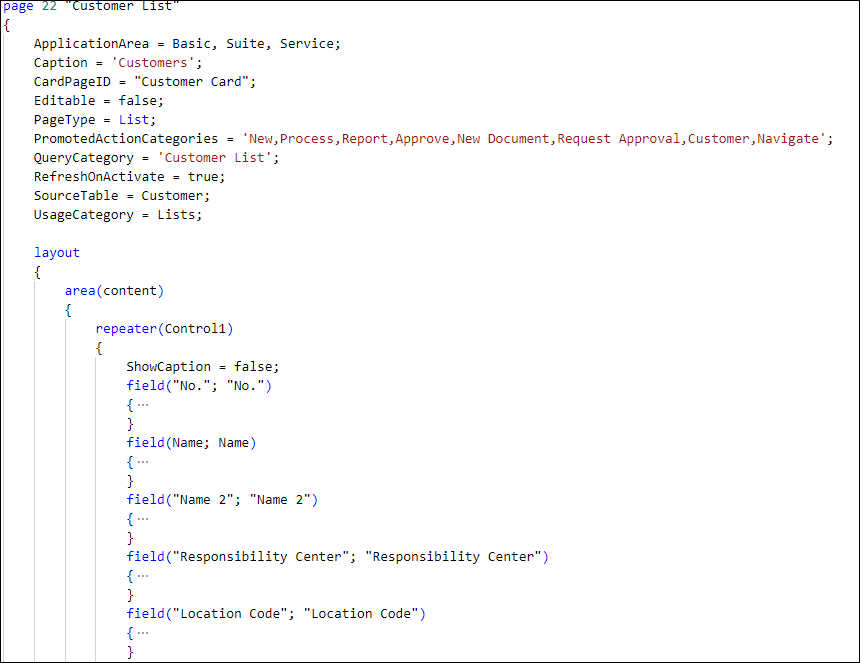 page 22 "Customer List"
{
ApplicationArea = Basic, Suite, Service;
Caption = 'Customers';
CardPageID = "Customer Card";
Editable = false;
PageType = List;
PromotedActionCategories = 'New,Process,Report,Approve,New Document,Request Approval,Customer,Navigate';
QueryCategory = 'Customer List';
RefreshOnActivate = true;
SourceTable = Customer;
UsageCategory = Lists;
layout
{
area(content)
{
repeater(Control1)
{
ShowCaption = false;
field("No."; "No.")
{ ···
}
field(Name; Name)
{ ···
}
field("Name 2"; "Name 2")
{ ···
}
field("Responsibility Center"; "Responsibility Center")
{ ···
}
field("Location Code"; "Location Code")
{ ···
}